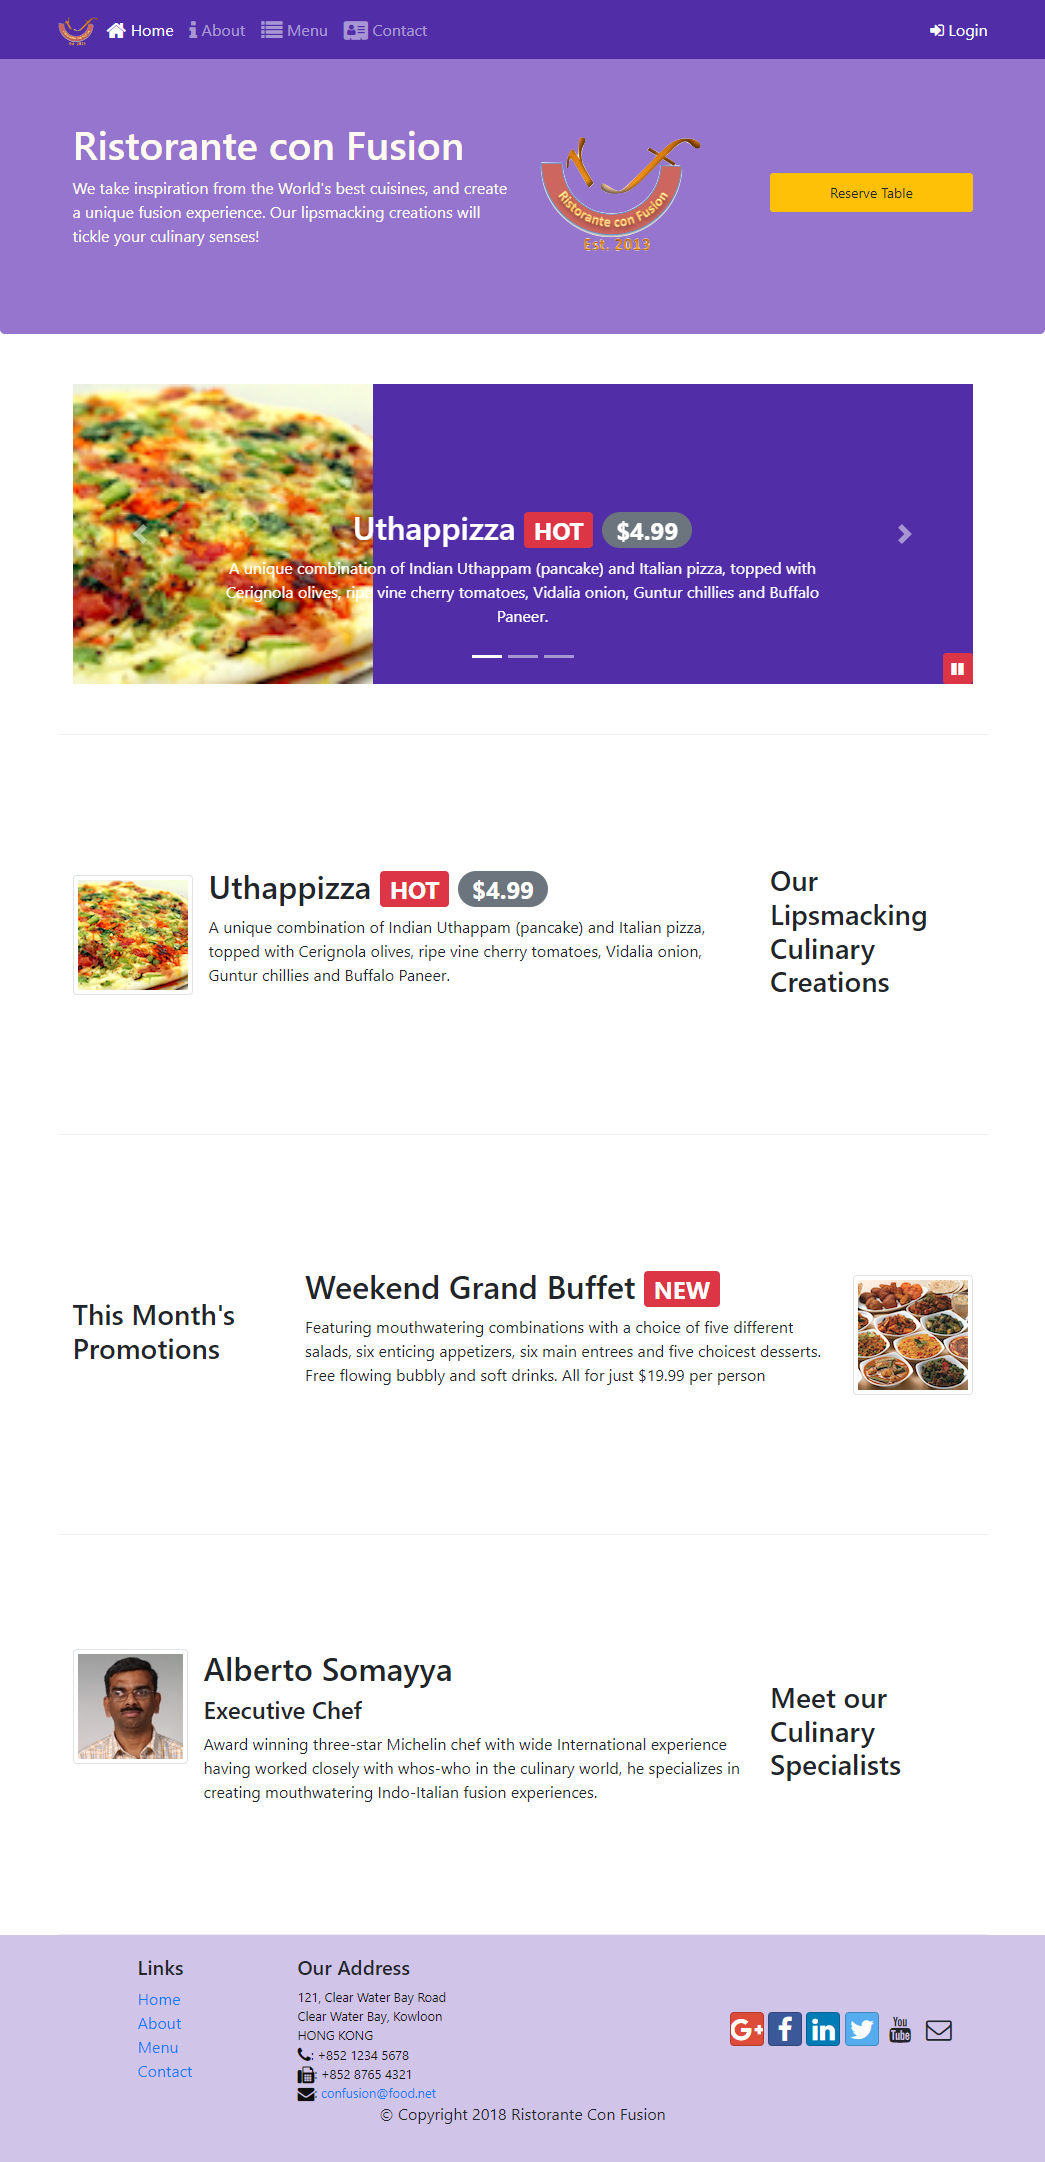 Home About Menu Contact Login
Ristorante con Fusion
We take inspiration from the World's best cuisines, and create
a unique fusion experience. Our lipsmacking creations will
tickle your culinary senses!
Ristorante con Fusion
Est. 2013
Reserve Table
Uthappizza HOT $4.99
A unique combination of Indian Uthappam (pancake) and Italian pizza, topped with
Cerignola olives, ripe vine cherry tomatoes, Vidalia onion, Guntur chillies and Buffalo
Paneer.
Uthappizza HOT $4.99
A unique combination of Indian Uthappam (pancake) and Italian pizza,
topped with Cerignola olives, ripe vine cherry tomatoes, Vidalia onion,
Guntur chillies and Buffalo Paneer.
Our
Lipsmacking
Culinary
Creations
This Month's
Promotions
Weekend Grand Buffet NEW
Featuring mouthwatering combinations with a choice of five different
salads, six enticing appetizers, six main entrees and five choicest desserts.
Free flowing bubbly and soft drinks. All for just $19.99 per person
Alberto Somayya
Executive Chef
Award winning three-star Michelin chef with wide International experience
having worked closely with whos-who in the culinary world, he specializes in
creating mouthwatering Indo-Italian fusion experiences.
Meet our
Culinary
Specialists
Links
Home
About
Menu
Contact
Our Address
121, Clear Water Bay Road
Clear Water Bay, Kowloon
HONG KONG
: +852 1234 5678
: +852 8765 4321
: confusion@food.net
G+ f in You Tube
© Copyright 2018 Ristorante Con Fusion